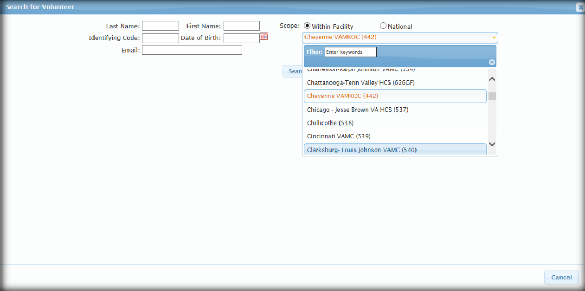 Search for Volunteer
Last Name: First Name: Scope: Within Facility National
Identifying Code: Date of Birth: Cheyenne VAMROC (442)
Email: Filter: Enter keywords
Sear
Chattanooga-Tenn Valley HCS (626GF)
Cheyenne VAMROC (442)
Chicago - Jesse Brown VA HCS (537)
Chillicothe (538)
Cincinnati VAMC (539)
Clarksburg- Louis Johnson VAMC (540)
Cancel